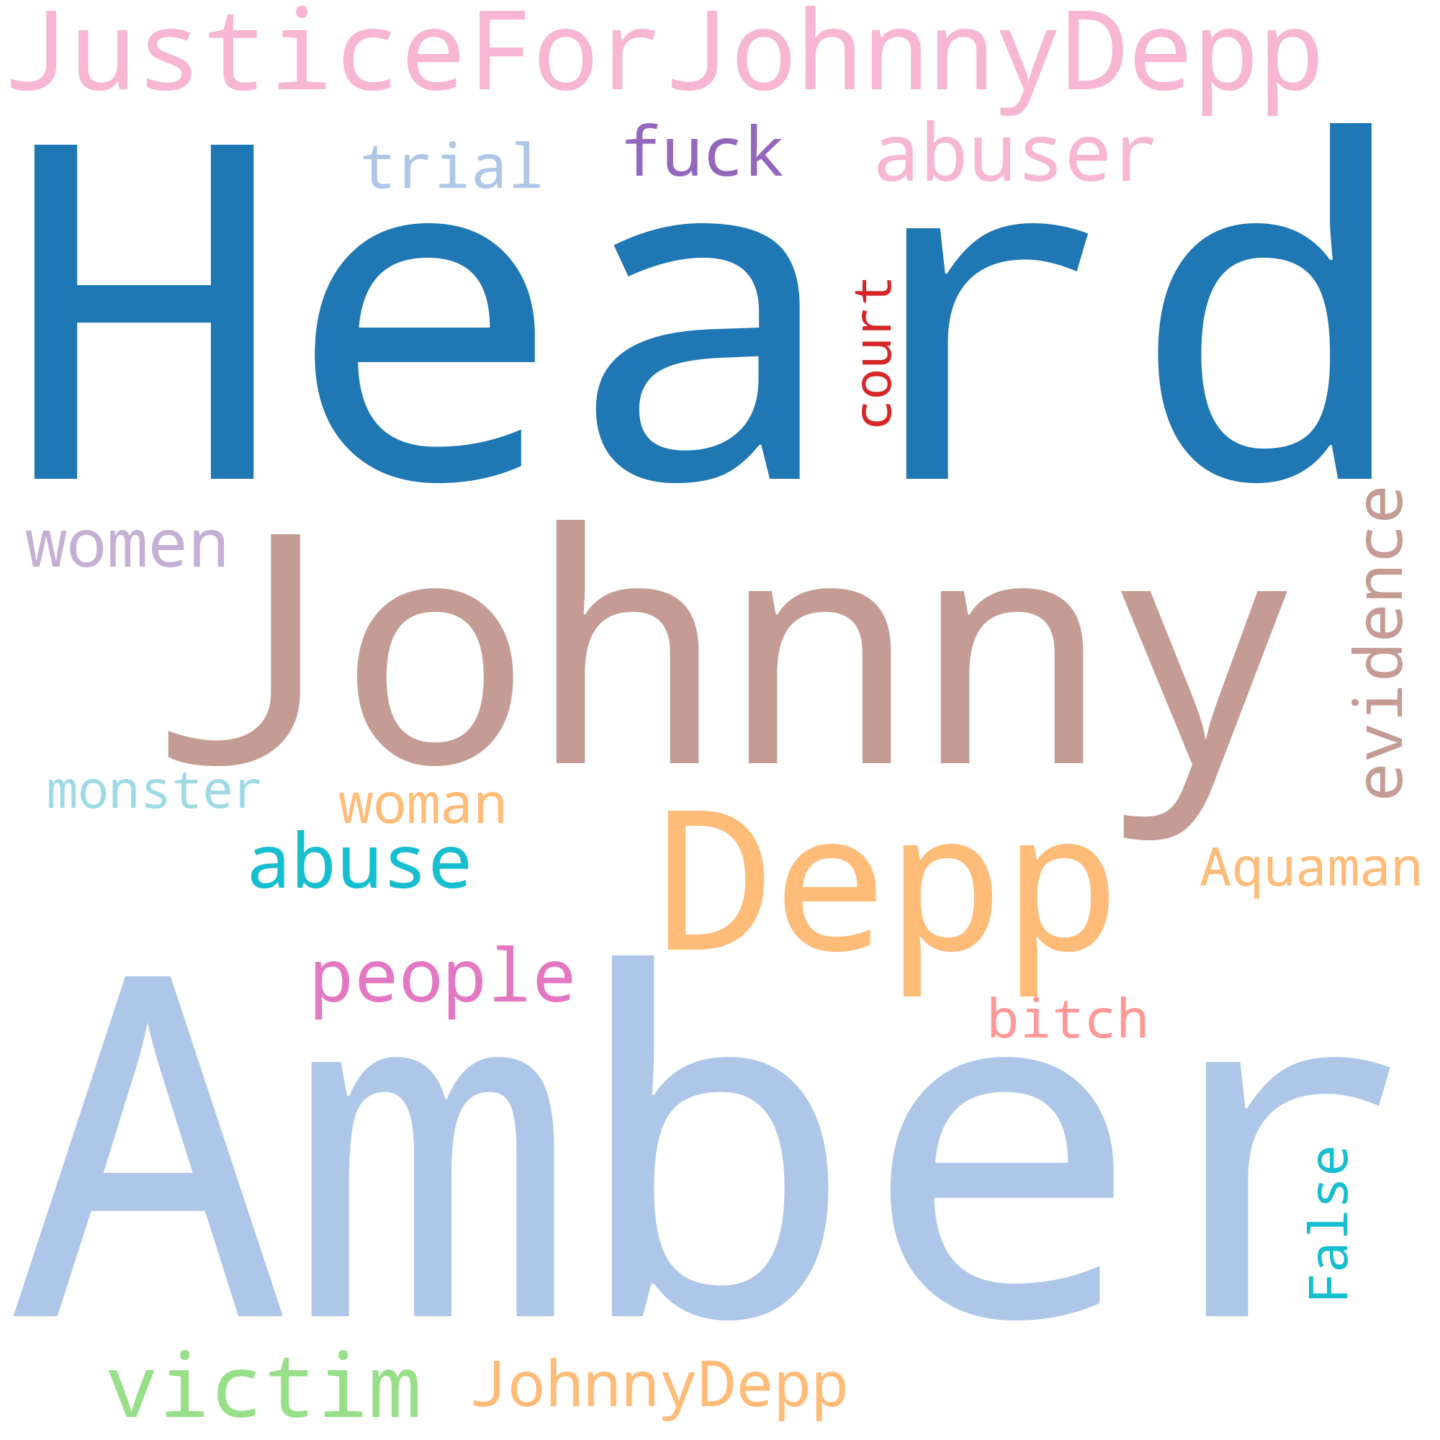 JusticeForJohnnyDepp
trial
fuck
abuser
Heard
court
women
Johnny
evidence
monster
woman
abuse
Depp
Aquaman
people
bitch
Amber
False
victim
JohnnyDepp